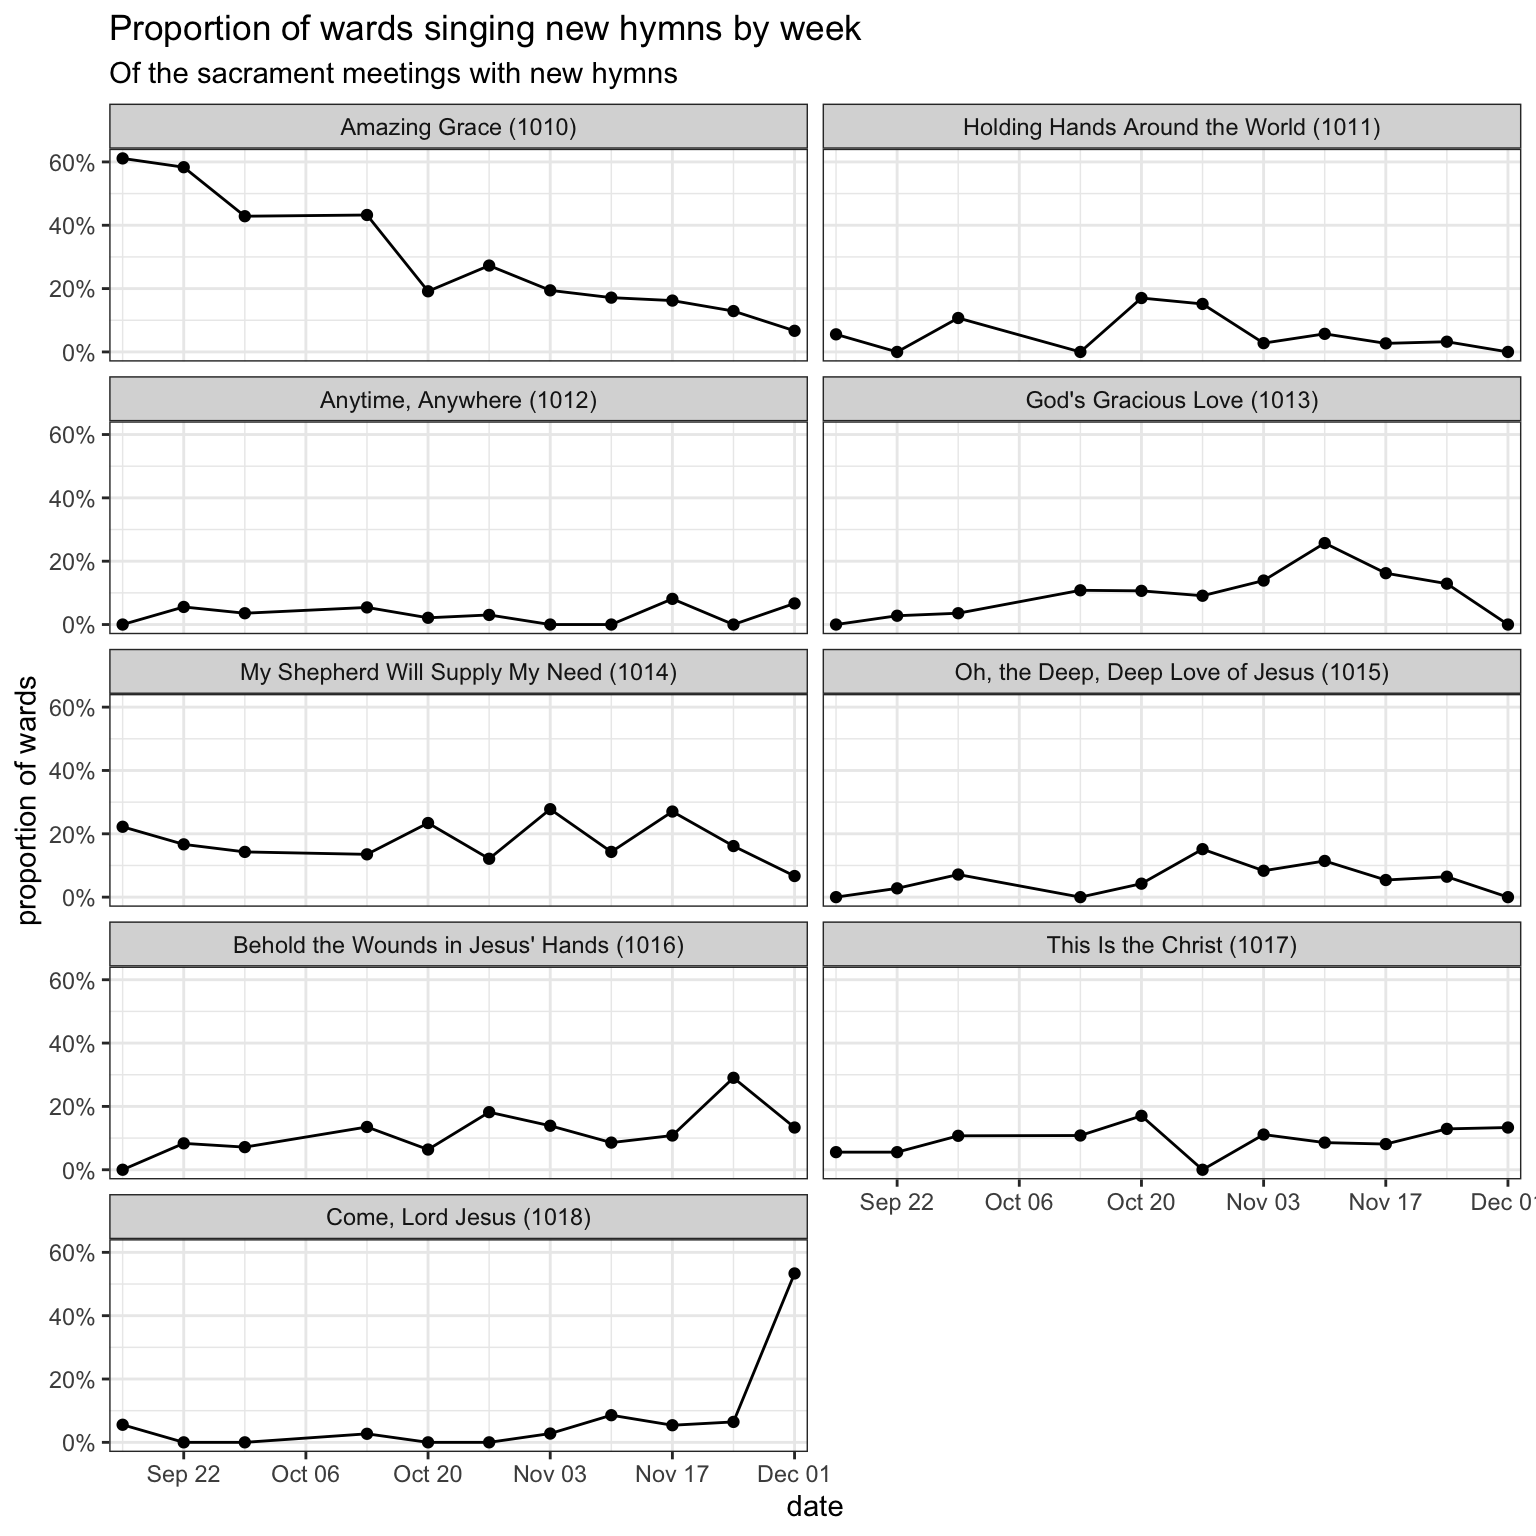 Proportion of wards singing new hymns by week
Of the sacrament meetings with new hymns
Amazing Grace (1010)
Holding Hands Around the World (1011)
60%
40%
20%
0%
Anytime, Anywhere (1012)
God's Gracious Love (1013)
60%
40%
20%
0%
My Shepherd Will Supply My Need (1014)
Oh, the Deep, Deep Love of Jesus (1015)
60%
40%
20%
0%
proportion of wards
Behold the Wounds in Jesus' Hands (1016)
This Is the Christ (1017)
60%
40%
20%
0%
Sep 22 Oct 06 Oct 20 Nov 03 Nov 17 Dec 01
Come, Lord Jesus (1018)
60%
40%
20%
0%
Sep 22 Oct 06 Oct 20 Nov 03 Nov 17 Dec 01
date